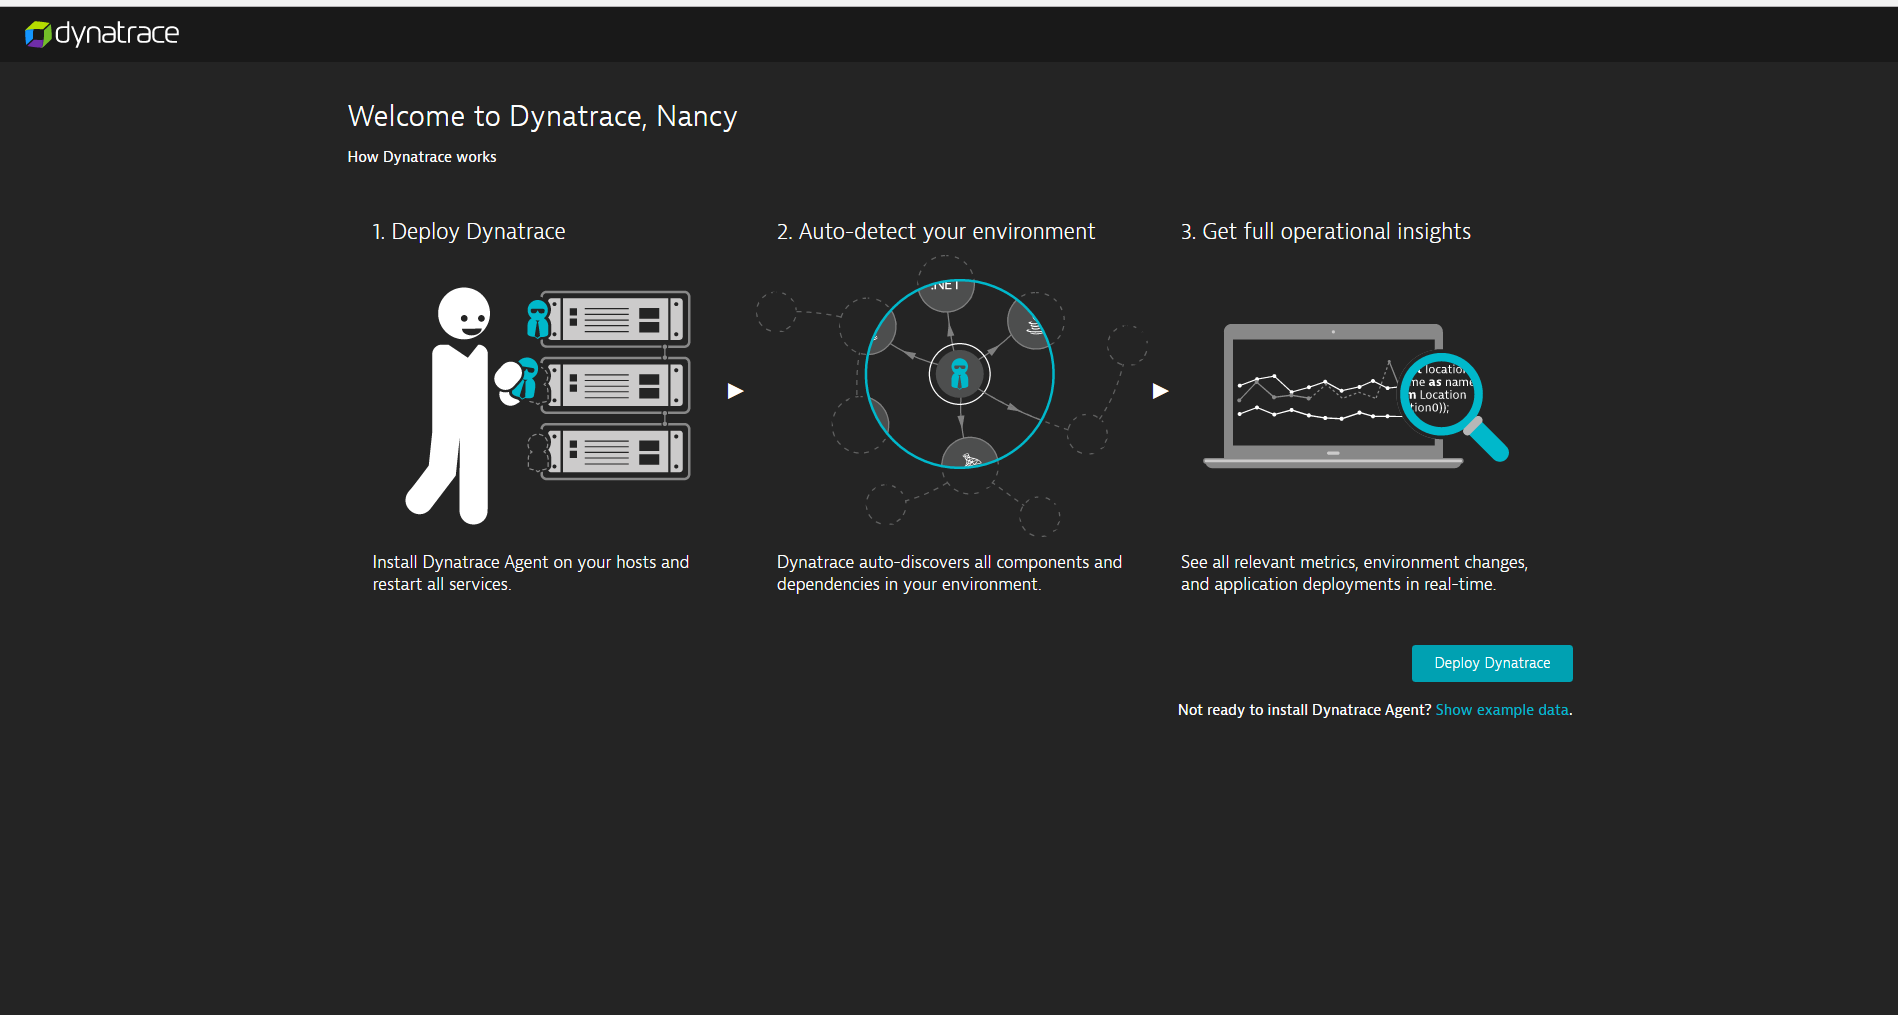 dynatrace
Welcome to Dynatrace, Nancy
How Dynatrace works
1. Deploy Dynatrace
2. Auto-detect your environment
3. Get full operational insights
.NET
location
me as name
m Location
tion0));
Install Dynatrace Agent on your hosts and
restart all services.
Dynatrace auto-discovers all components and
dependencies in your environment.
See all relevant metrics, environment changes,
and application deployments in real-time.
Deploy Dynatrace
Not ready to install Dynatrace Agent? Show example data.